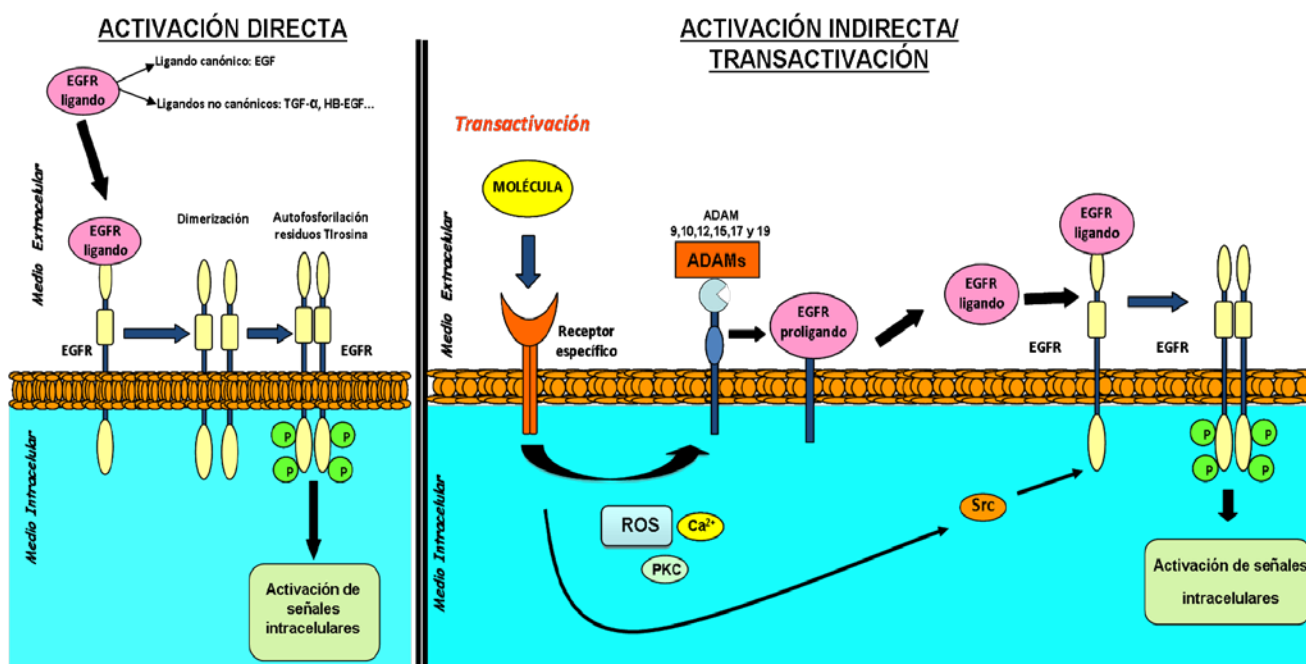 ACTIVACIÓN DIRECTA
EGFR
ligando
Ligando canónico: EGF
Ligandos no canónicos: TGF-α, HB-EGF...
Medio Extracelular
EGFR
ligando
Dimerización
Autofosforilación
residuos Tirosina
EGFR
EGFR
Medio Intracelular
P
P
P
P
Activación de
señales
intracelulares
ACTIVACIÓN INDIRECTA/
TRANSACTIVACIÓN
Transactivación
MOLÉCULA
Medio Extracelular
Receptor
específico
ADAM
9,10,12,15,17 y 19
ADAMs
EGFR
proligando
EGFR
ligando
EGFR
ligando
EGFR
EGFR
Medio Intracelular
ROS
Ca²⁺
PKC
Src
P
P
P
P
Activación de señales
intracelulares